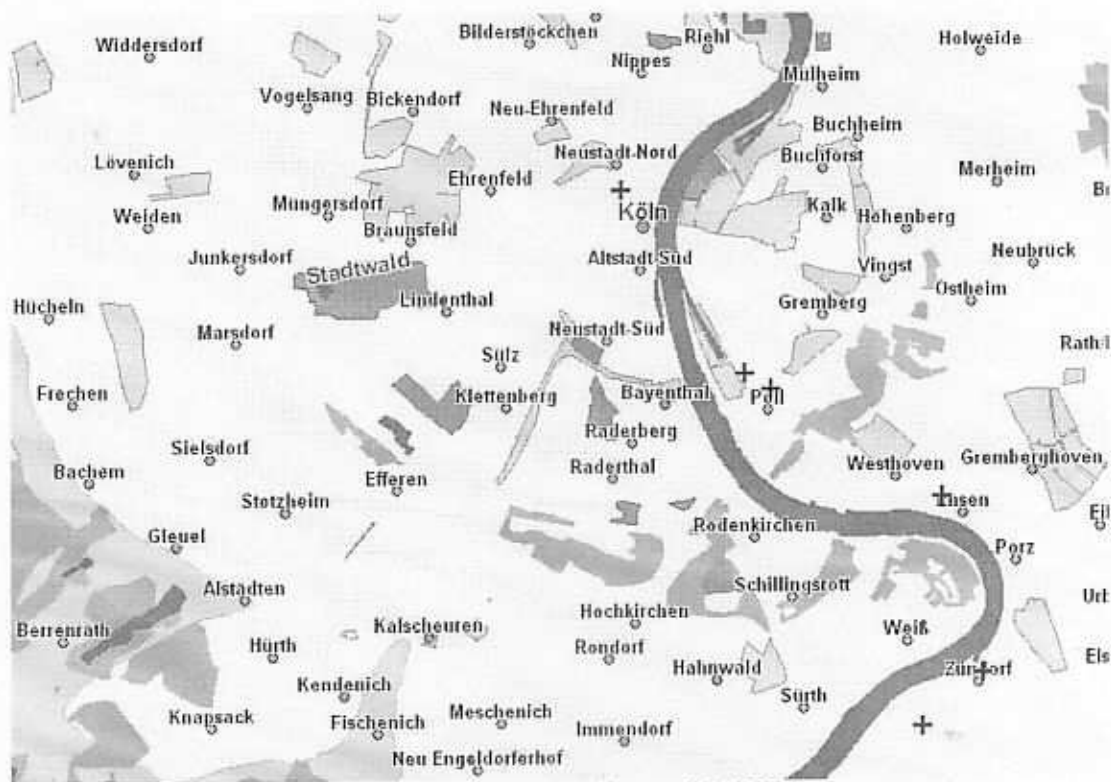 Bilderstöckchen
Riehl
Widdersdorf
Holweide
Nippes
Mülheim
Vogelsang
Bickendorf
Neu-Ehrenfeld
Buchheim
Lövenich
Neustadt-Nord
Buchforst
Merheim
Ehrenfeld
Weiden
Müngersdorf
Köln
Kalk
Höhenberg
Braunsfeld
Neubrück
Junkersdorf
Stadtwald
Altstadt-Süd
Vingst
Ostheim
Hücheln
Lindenthal
Gremberg
Marsdorf
Neustadt-Süd
Rath
Sülz
Frechen
Klettenberg
Bayenthal
Poll
Raderberg
Sielsdorf
Westhoven
Gremberghoven
Bachem
Efferen
Raderthal
Stotzheim
Ensen
Eil
Rodenkirchen
Gleuel
Porz
Alstädten
Schillingsrott
Hochkirchen
Berrenrath
Kalscheuren
Weiß
Els
Hürth
Rondorf
Hahnwald
Zündorf
Kendenich
Sürth
Knapsack
Fischenich
Meschenich
Immendorf
Neu Engeldorferhof